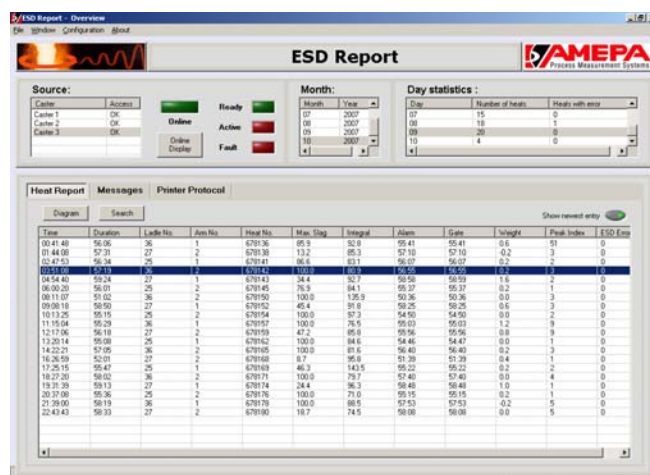 ESD Report - Overview
File Window Configuration About
ESD Report
AMEPA
Process Measurement Systems
Source:
Caster Access
Caster 1 OK
Caster 2 OK
Caster 3 OK
Online
Online Display
Ready
Active
Fault
Month:
Month Year
07 2007
08 2007
09 2007
10 2007
Day statistics :
Day Number of heats Heats with error
07 15 0
08 18 1
09 20 0
10 4 0
Heat Report Messages Printer Protocol
Diagram Search Show newest entry
Time Duration Ladle No. Arm No. Heat No. Max. Slag Integral Alarm Gate Weight Peak Index ESD
00:41:48 56:06 36 1 678136 85.9 92.8 55:41 55:41 0.6 51 0
01:44:08 57:31 27 2 678138 13.2 85.3 57:10 57:10 -0.2 3 0
02:47:53 56:34 25 1 678141 86.6 83.1 56:07 56:07 0.2 2 0
03:51:08 57:19 36 2 678142 100.0 80.9 56:55 56:55 0.2 3 0
04:54:40 59:24 27 1 678143 34.4 92.7 58:58 58:59 1.6 2 0
06:00:20 56:01 25 2 678145 76.9 84.1 55:37 55:37 0.2 1 0
08:11:07 51:02 36 2 678150 100.0 135.9 50:36 50:36 0.0 3 0
09:08:18 58:50 27 1 678152 45.4 91.8 58:25 58:25 0.6 3 0
10:13:25 55:15 25 2 678154 100.0 97.3 54:50 54:50 0.0 2 0
11:15:04 55:29 36 1 678157 100.0 76.5 55:03 55:03 1.2 9 0
12:17:06 56:18 27 2 678159 47.2 85.8 55:56 55:56 0.8 9 0
13:20:14 55:08 25 1 678162 100.0 84.6 54:46 54:47 0.0 1 0
14:22:21 57:05 36 2 678165 100.0 81.6 56:40 56:40 0.2 3 0
16:26:59 52:01 27 2 678168 8.7 95.8 51:39 51:39 0.4 1 0
17:25:15 55:47 25 1 678169 46.3 143.5 55:22 55:22 0.2 2 0
18:27:20 58:02 36 2 678171 100.0 79.7 57:40 57:40 0.0 4 0
19:31:39 59:13 27 1 678174 24.4 96.3 58:48 58:48 1.0 1 0
20:37:08 55:36 25 2 678176 100.0 71.0 55:15 55:15 0.2 1 0
21:39:00 58:19 36 1 678178 100.0 88.5 57:53 57:53 -0.2 5 0
22:43:43 58:33 27 2 678180 18.7 74.5 58:08 58:08 0.0 5 0